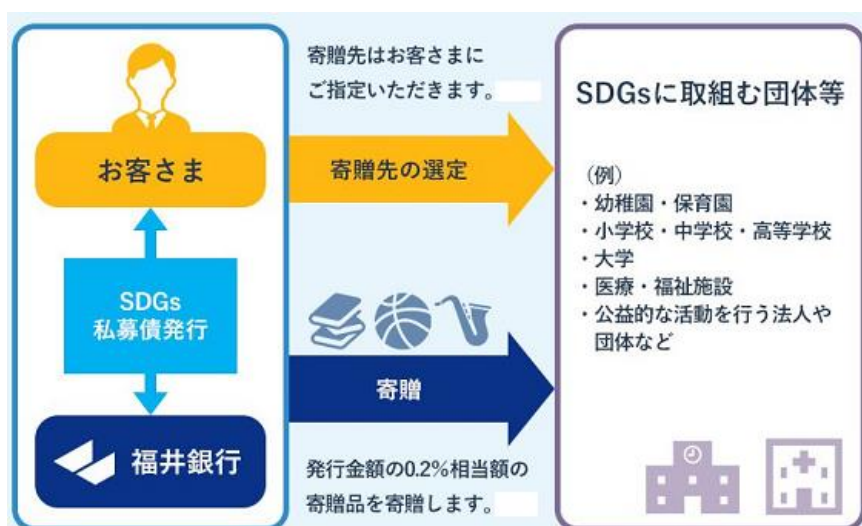 お客さま
SDGs
私募債発行
福井銀行
寄贈先はお客さまに
ご指定いただきます。
寄贈先の選定
寄贈
発行金額の0.2%相当額の
寄贈品を寄贈します。
SDGsに取組む団体等
（例）
・幼稚園・保育園
・小学校・中学校・高等学校
・大学
・医療・福祉施設
・公益的な活動を行う法人や
団体など